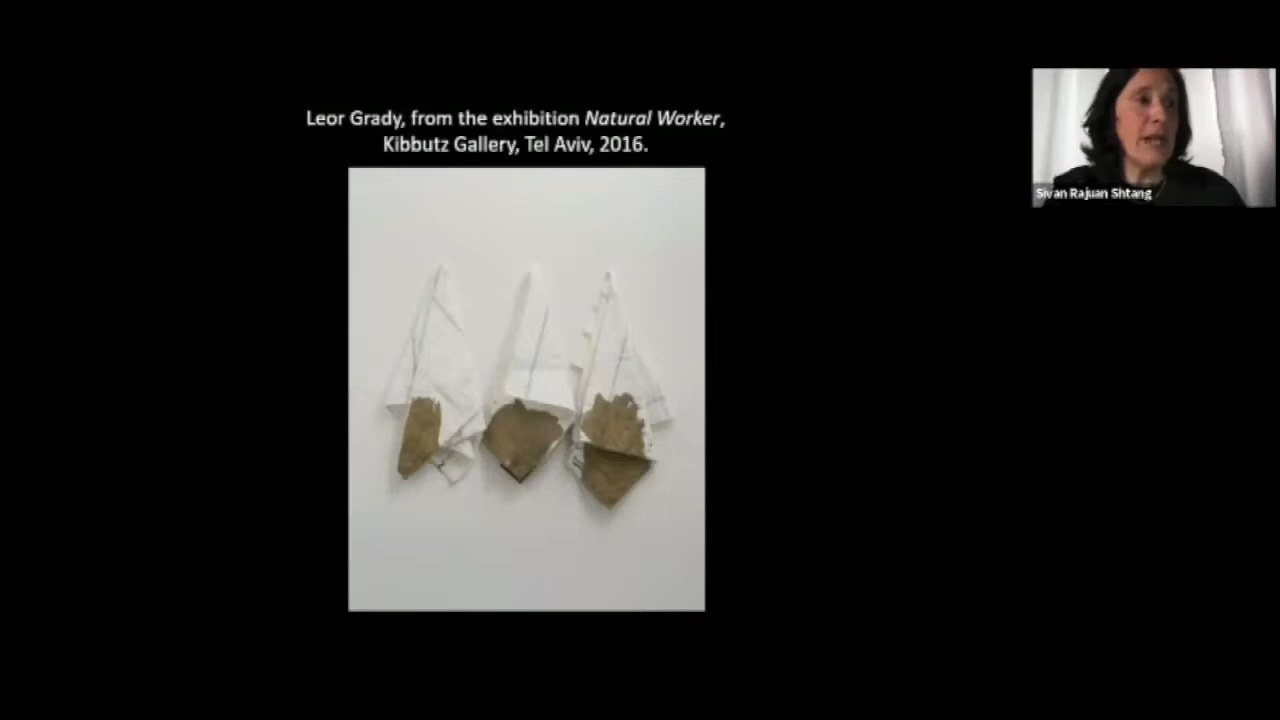 Leor Grady, from the exhibition Natural Worker,
Kibbutz Gallery, Tel Aviv, 2016.
Sivan Rajuan Shtang